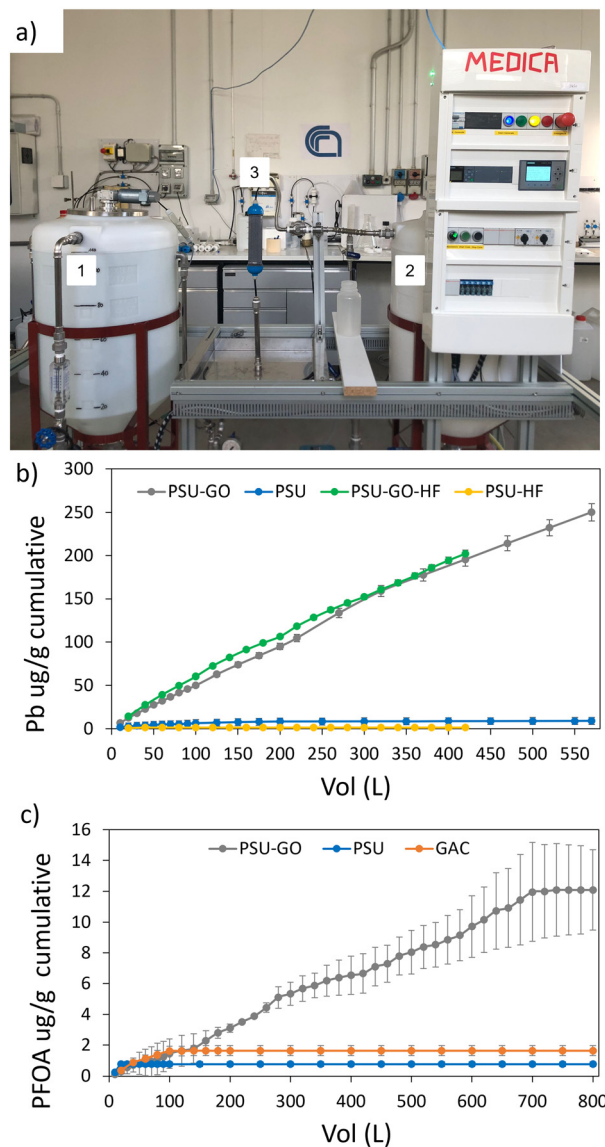 a)
MEDICA
3
1
2
b)
PSU-GO PSU PSU-GO-HF PSU-HF
Pb ug/g cumulative
300
250
200
150
100
50
0
0 50 100 150 200 250 300 350 400 450 500 550
Vol (L)
c)
PSU-GO PSU GAC
PFOA ug/g cumulative
16
14
12
10
8
6
4
2
0
0 100 200 300 400 500 600 700 800
Vol (L)